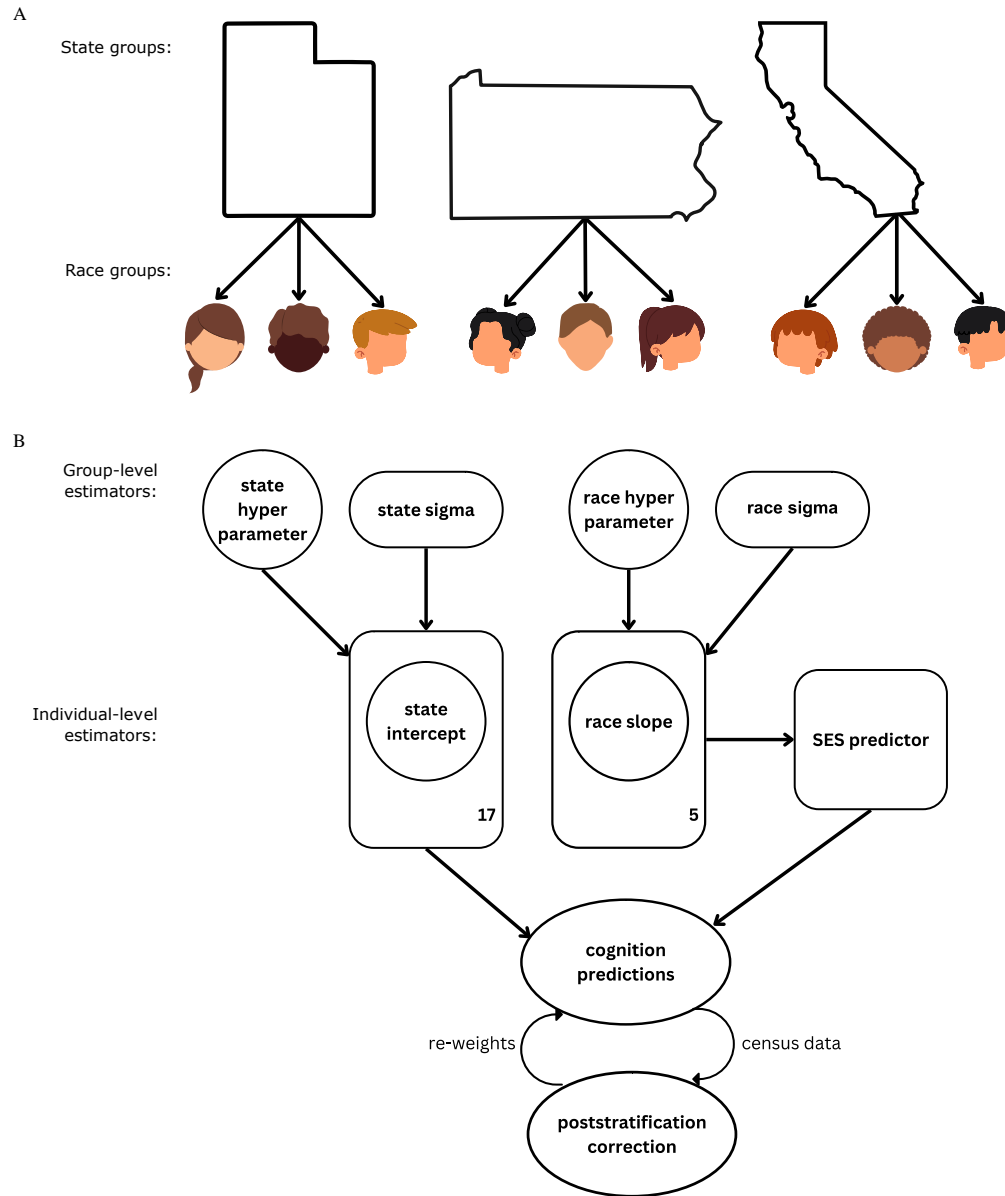 A
State groups:
Race groups:
B
Group-level
estimators:
state
hyper
parameter
state sigma
race hyper
parameter
race sigma
Individual-level
estimators:
state
intercept
17
race slope
5
SES predictor
cognition
predictions
re-weights
census data
poststratification
correction